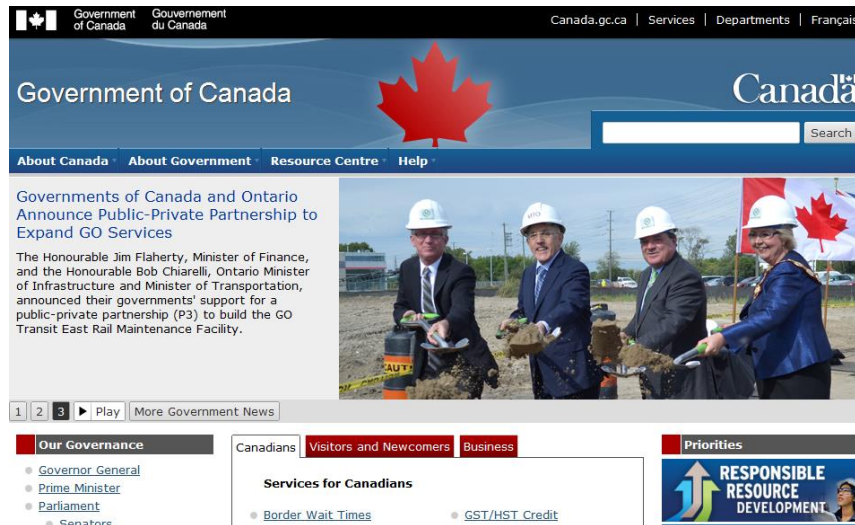 Government of Canada
Gouvernement du Canada
Canada.gc.ca | Services | Departments | Français
Government of Canada
Canada
Search
About Canada
About Government
Resource Centre
Help
Governments of Canada and Ontario
Announce Public-Private Partnership to
Expand GO Services
The Honourable Jim Flaherty, Minister of Finance,
and the Honourable Bob Chiarelli, Ontario Minister
of Infrastructure and Minister of Transportation,
announced their governments' support for a
public-private partnership (P3) to build the GO
Transit East Rail Maintenance Facility.
1 2 3 Play More Government News
Our Governance
Governor General
Prime Minister
Parliament
Senators
Canadians
Visitors and Newcomers
Business
Services for Canadians
Border Wait Times
GST/HST Credit
Priorities
RESPONSIBLE
RESOURCE
DEVELOPMENT